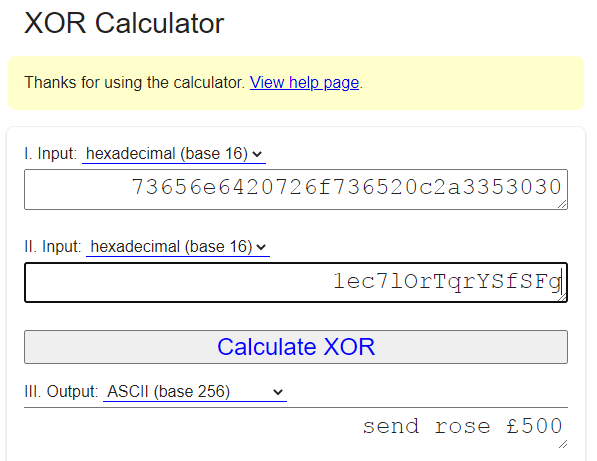 XOR Calculator
Thanks for using the calculator. View help page.
I. Input: hexadecimal (base 16)
73656e6420726f736520c2a3353030
II. Input: hexadecimal (base 16)
1ec7lOrTqrYSfSFg
Calculate XOR
III. Output: ASCII (base 256)
send rose £500